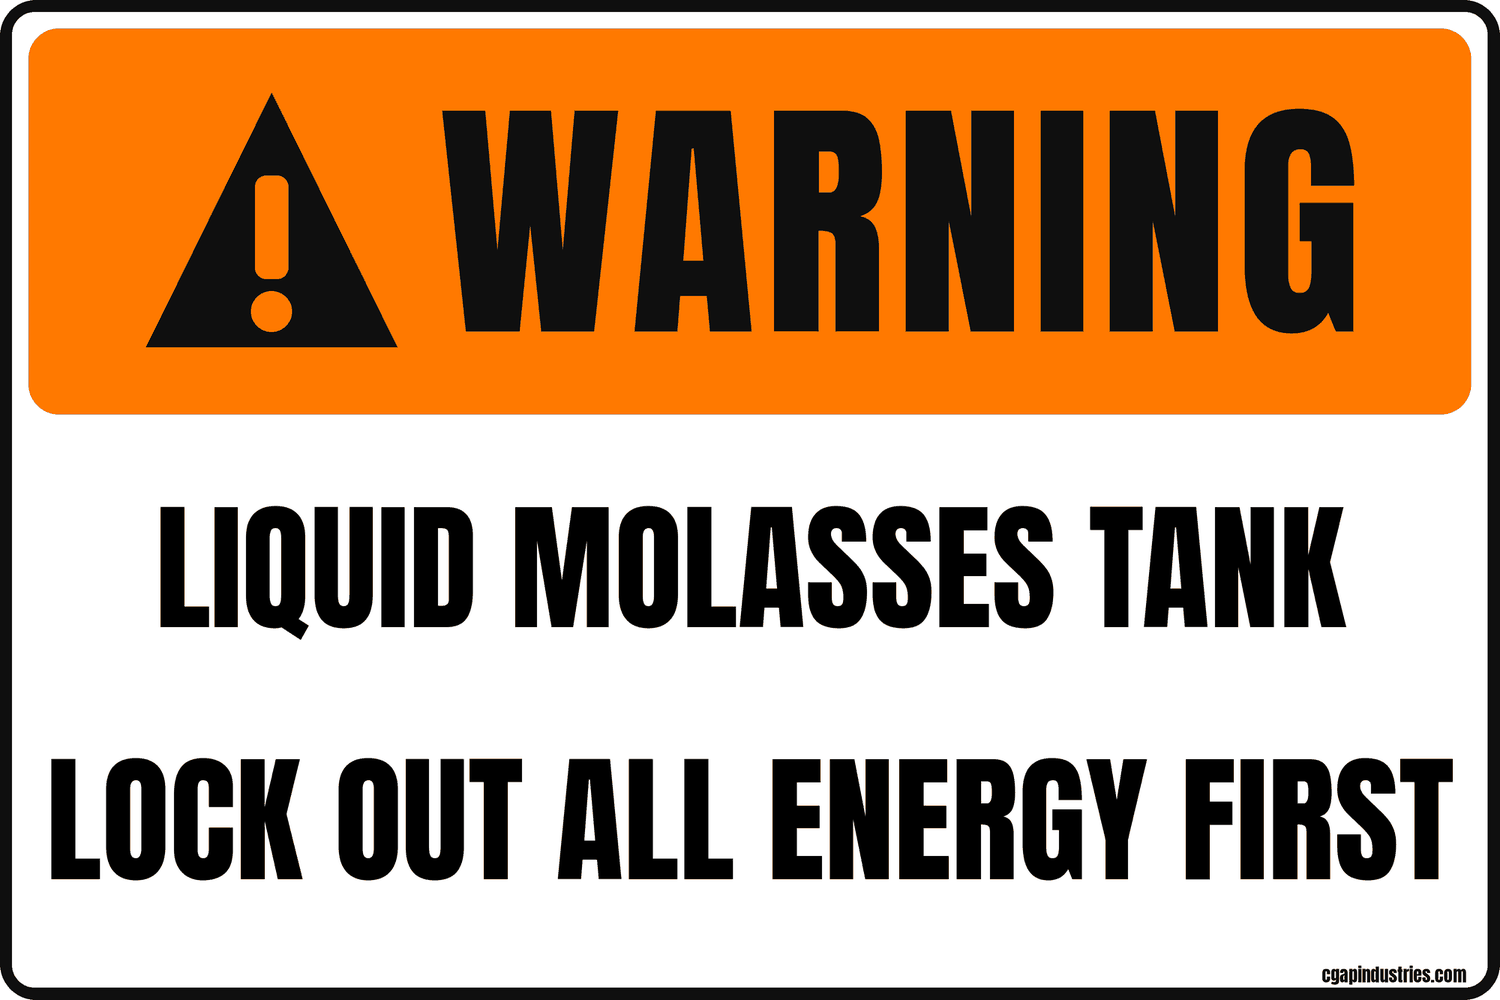 WARNING
LIQUID MOLASSES TANK
LOCK OUT ALL ENERGY FIRST
cgapindustries.com